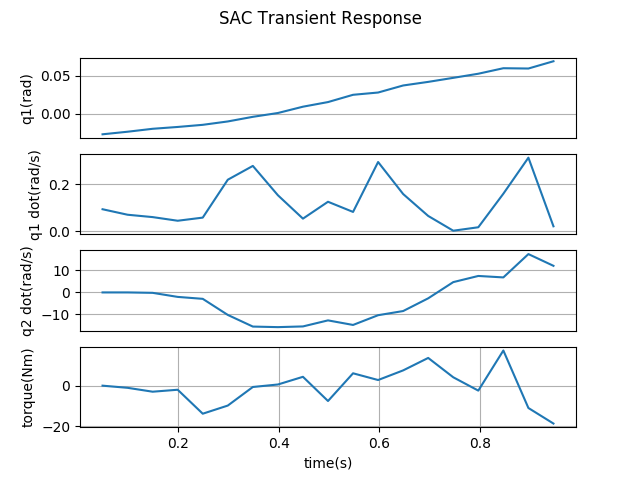 SAC Transient Response
q1(rad)
0.05
0.00
q1 dot(rad/s)
0.2
0.0
q2 dot(rad/s)
10
0
−10
torque(Nm)
0
−20
0.2 0.4 0.6 0.8
time(s)